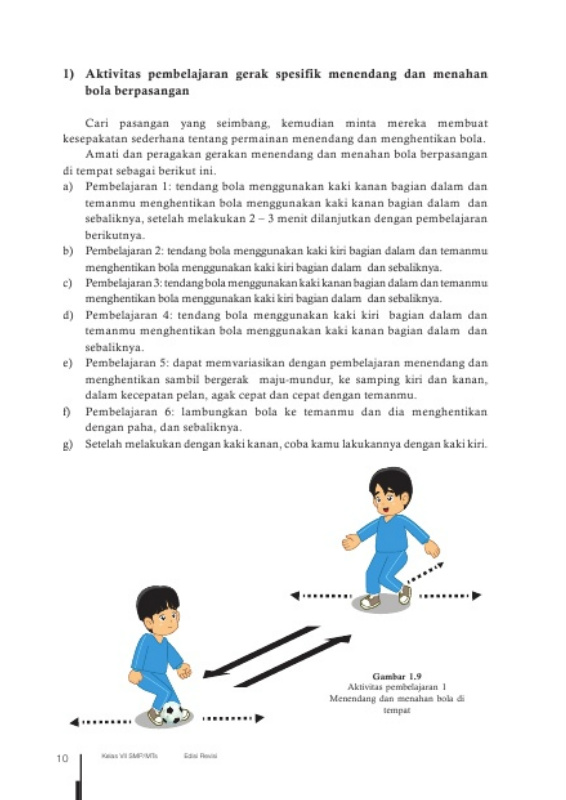 1) Aktivitas pembelajaran gerak spesifik menendang dan menahan
bola berpasangan
Cari pasangan yang seimbang, kemudian minta mereka membuat
kesepakatan sederhana tentang permainan menendang dan menghentikan bola.
Amati dan peragakan gerakan menendang dan menahan bola berpasangan
di tempat sebagai berikut ini.
a) Pembelajaran 1: tendang bola menggunakan kaki kanan bagian dalam dan
temanmu menghentikan bola menggunakan kaki kanan bagian dalam dan
sebaliknya, setelah melakukan 2 – 3 menit dilanjutkan dengan pembelajaran
berikutnya.
b) Pembelajaran 2: tendang bola menggunakan kaki kiri bagian dalam dan temanmu
menghentikan bola menggunakan kaki kiri bagian dalam dan sebaliknya.
c) Pembelajaran 3: tendang bola menggunakan kaki kanan bagian dalam dan temanmu
menghentikan bola menggunakan kaki kiri bagian dalam dan sebaliknya.
d) Pembelajaran 4: tendang bola menggunakan kaki kiri bagian dalam dan
temanmu menghentikan bola menggunakan kaki kanan bagian dalam dan
sebaliknya.
e) Pembelajaran 5: dapat memvariasikan dengan pembelajaran menendang dan
menghentikan sambil bergerak maju-mundur, ke samping kiri dan kanan,
dalam kecepatan pelan, agak cepat dan cepat dengan temanmu.
f) Pembelajaran 6: lambungkan bola ke temanmu dan dia menghentikan
dengan paha, dan sebaliknya.
g) Setelah melakukan dengan kaki kanan, coba kamu lakukannya dengan kaki kiri.
Gambar 1.9
Aktivitas pembelajaran 1
Menendang dan menahan bola di
tempat
10 Kelas VII SMP/MTs Edisi Revisi